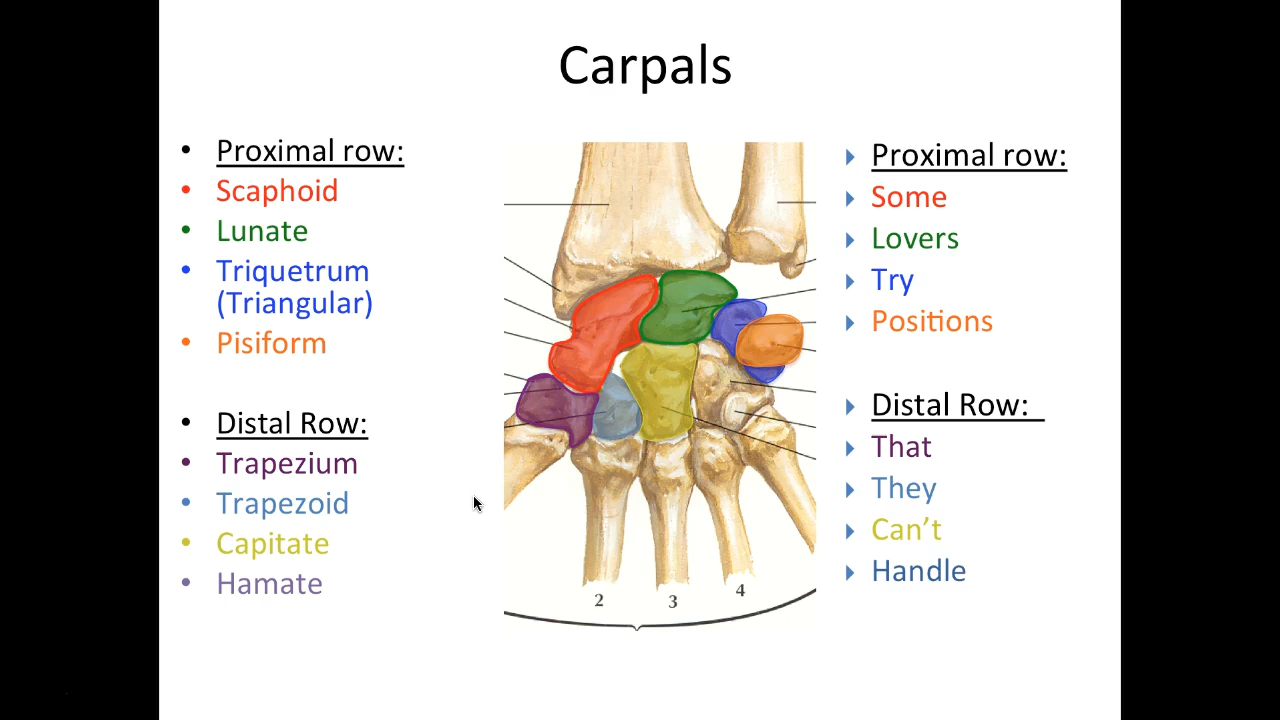 Carpals
Proximal row:
Scaphoid
Lunate
Triquetrum
(Triangular)
Pisiform
Distal Row:
Trapezium
Trapezoid
Capitate
Hamate
2
3
4
Proximal row:
Some
Lovers
Try
Positions
Distal Row:
That
They
Can’t
Handle